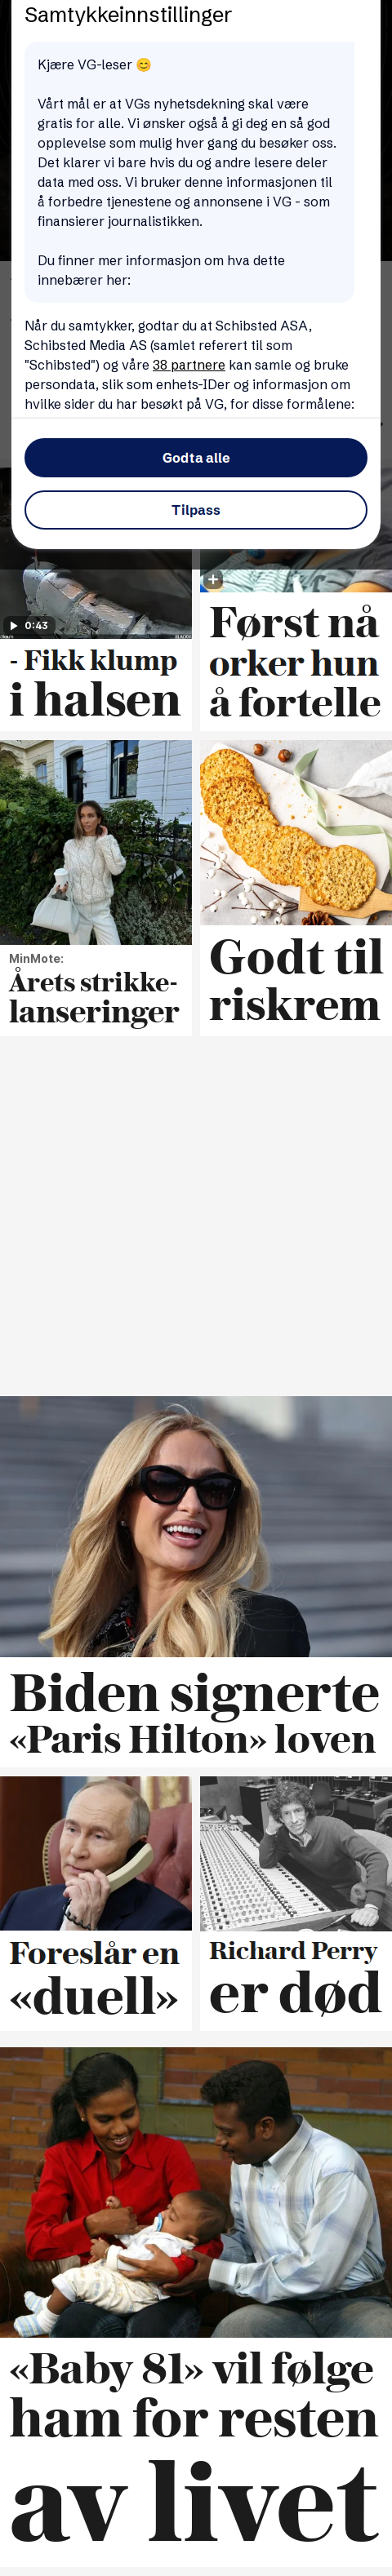 Samtykkeinnstillinger
Kjære VG-leser 😊
Vårt mål er at VGs nyhetsdekning skal være
gratis for alle. Vi ønsker også å gi deg en så god
opplevelse som mulig hver gang du besøker oss.
Det klarer vi bare hvis du og andre lesere deler
data med oss. Vi bruker denne informasjonen til
å forbedre tjenestene og annonsene i VG - som
finansierer journalistikken.
Du finner mer informasjon om hva dette
innebærer her:
Når du samtykker, godtar du at Schibsted ASA,
Schibsted Media AS (samlet referert til som
"Schibsted") og våre 38 partnere kan samle og bruke
persondata, slik som enhets-IDer og informasjon om
hvilke sider du har besøkt på VG, for disse formålene:
Godta alle
Tilpass
0:43
- Fikk klump
i halsen
Først nå
orker hun
å fortelle
MinMote:
Årets strikke-
lanseringer
Godt til
riskrem
Biden signerte
«Paris Hilton» loven
Foreslår en
«duell»
Richard Perry
er død
«Baby 81» vil følge
ham for resten
av livet